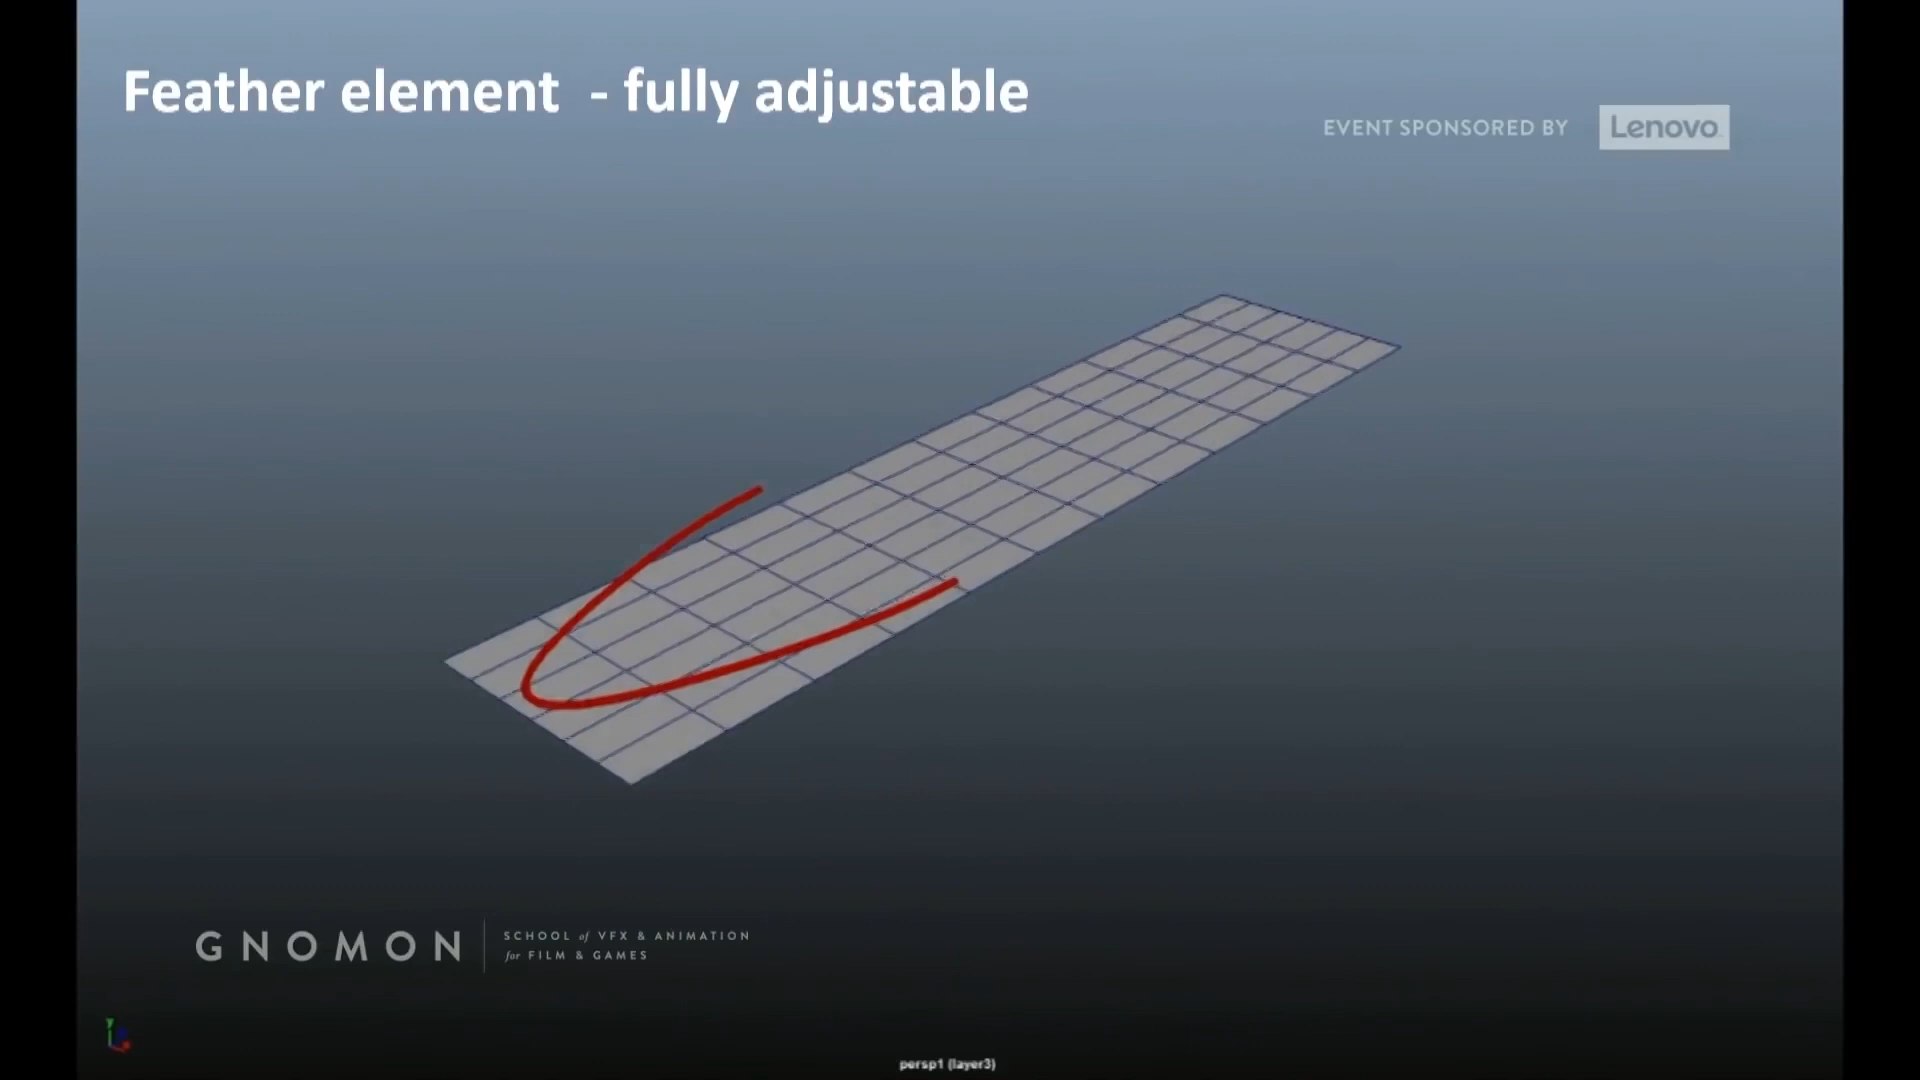 Feather element - fully adjustable
EVENT SPONSORED BY Lenovo
GNOMON
SCHOOL of VFX & ANIMATION
for FILM & GAMES
persp1 (layer3)